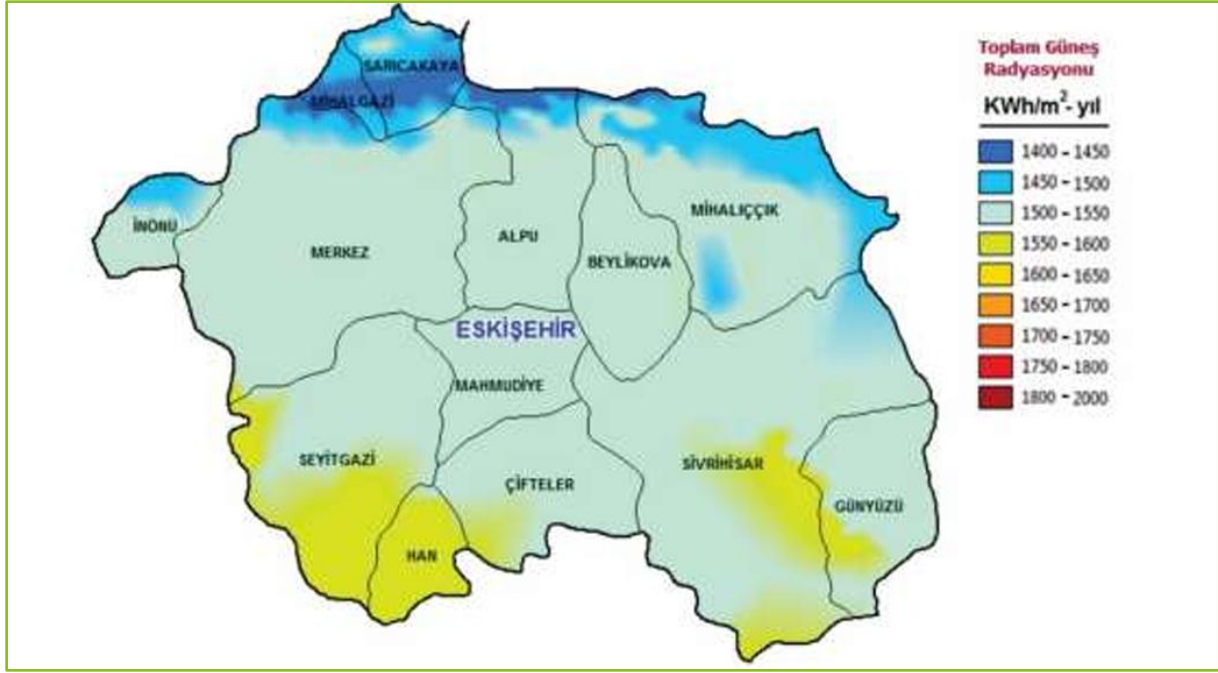 SARICAKAYA
MİHALGAZİ
İNÖNÜ
MERKEZ
ALPU
BEYLİKOVA
MİHALIÇÇIK
ESKİŞEHİR
MAHMUDİYE
SEYİTGAZİ
ÇİFTELER
HAN
SİVRİHİSAR
GÜNYÜZÜ
Toplam Güneş
Radyasyonu
KWh/m²- yıl
1400 - 1450
1450 - 1500
1500 - 1550
1550 - 1600
1600 - 1650
1650 - 1700
1700 - 1750
1750 - 1800
1800 - 2000